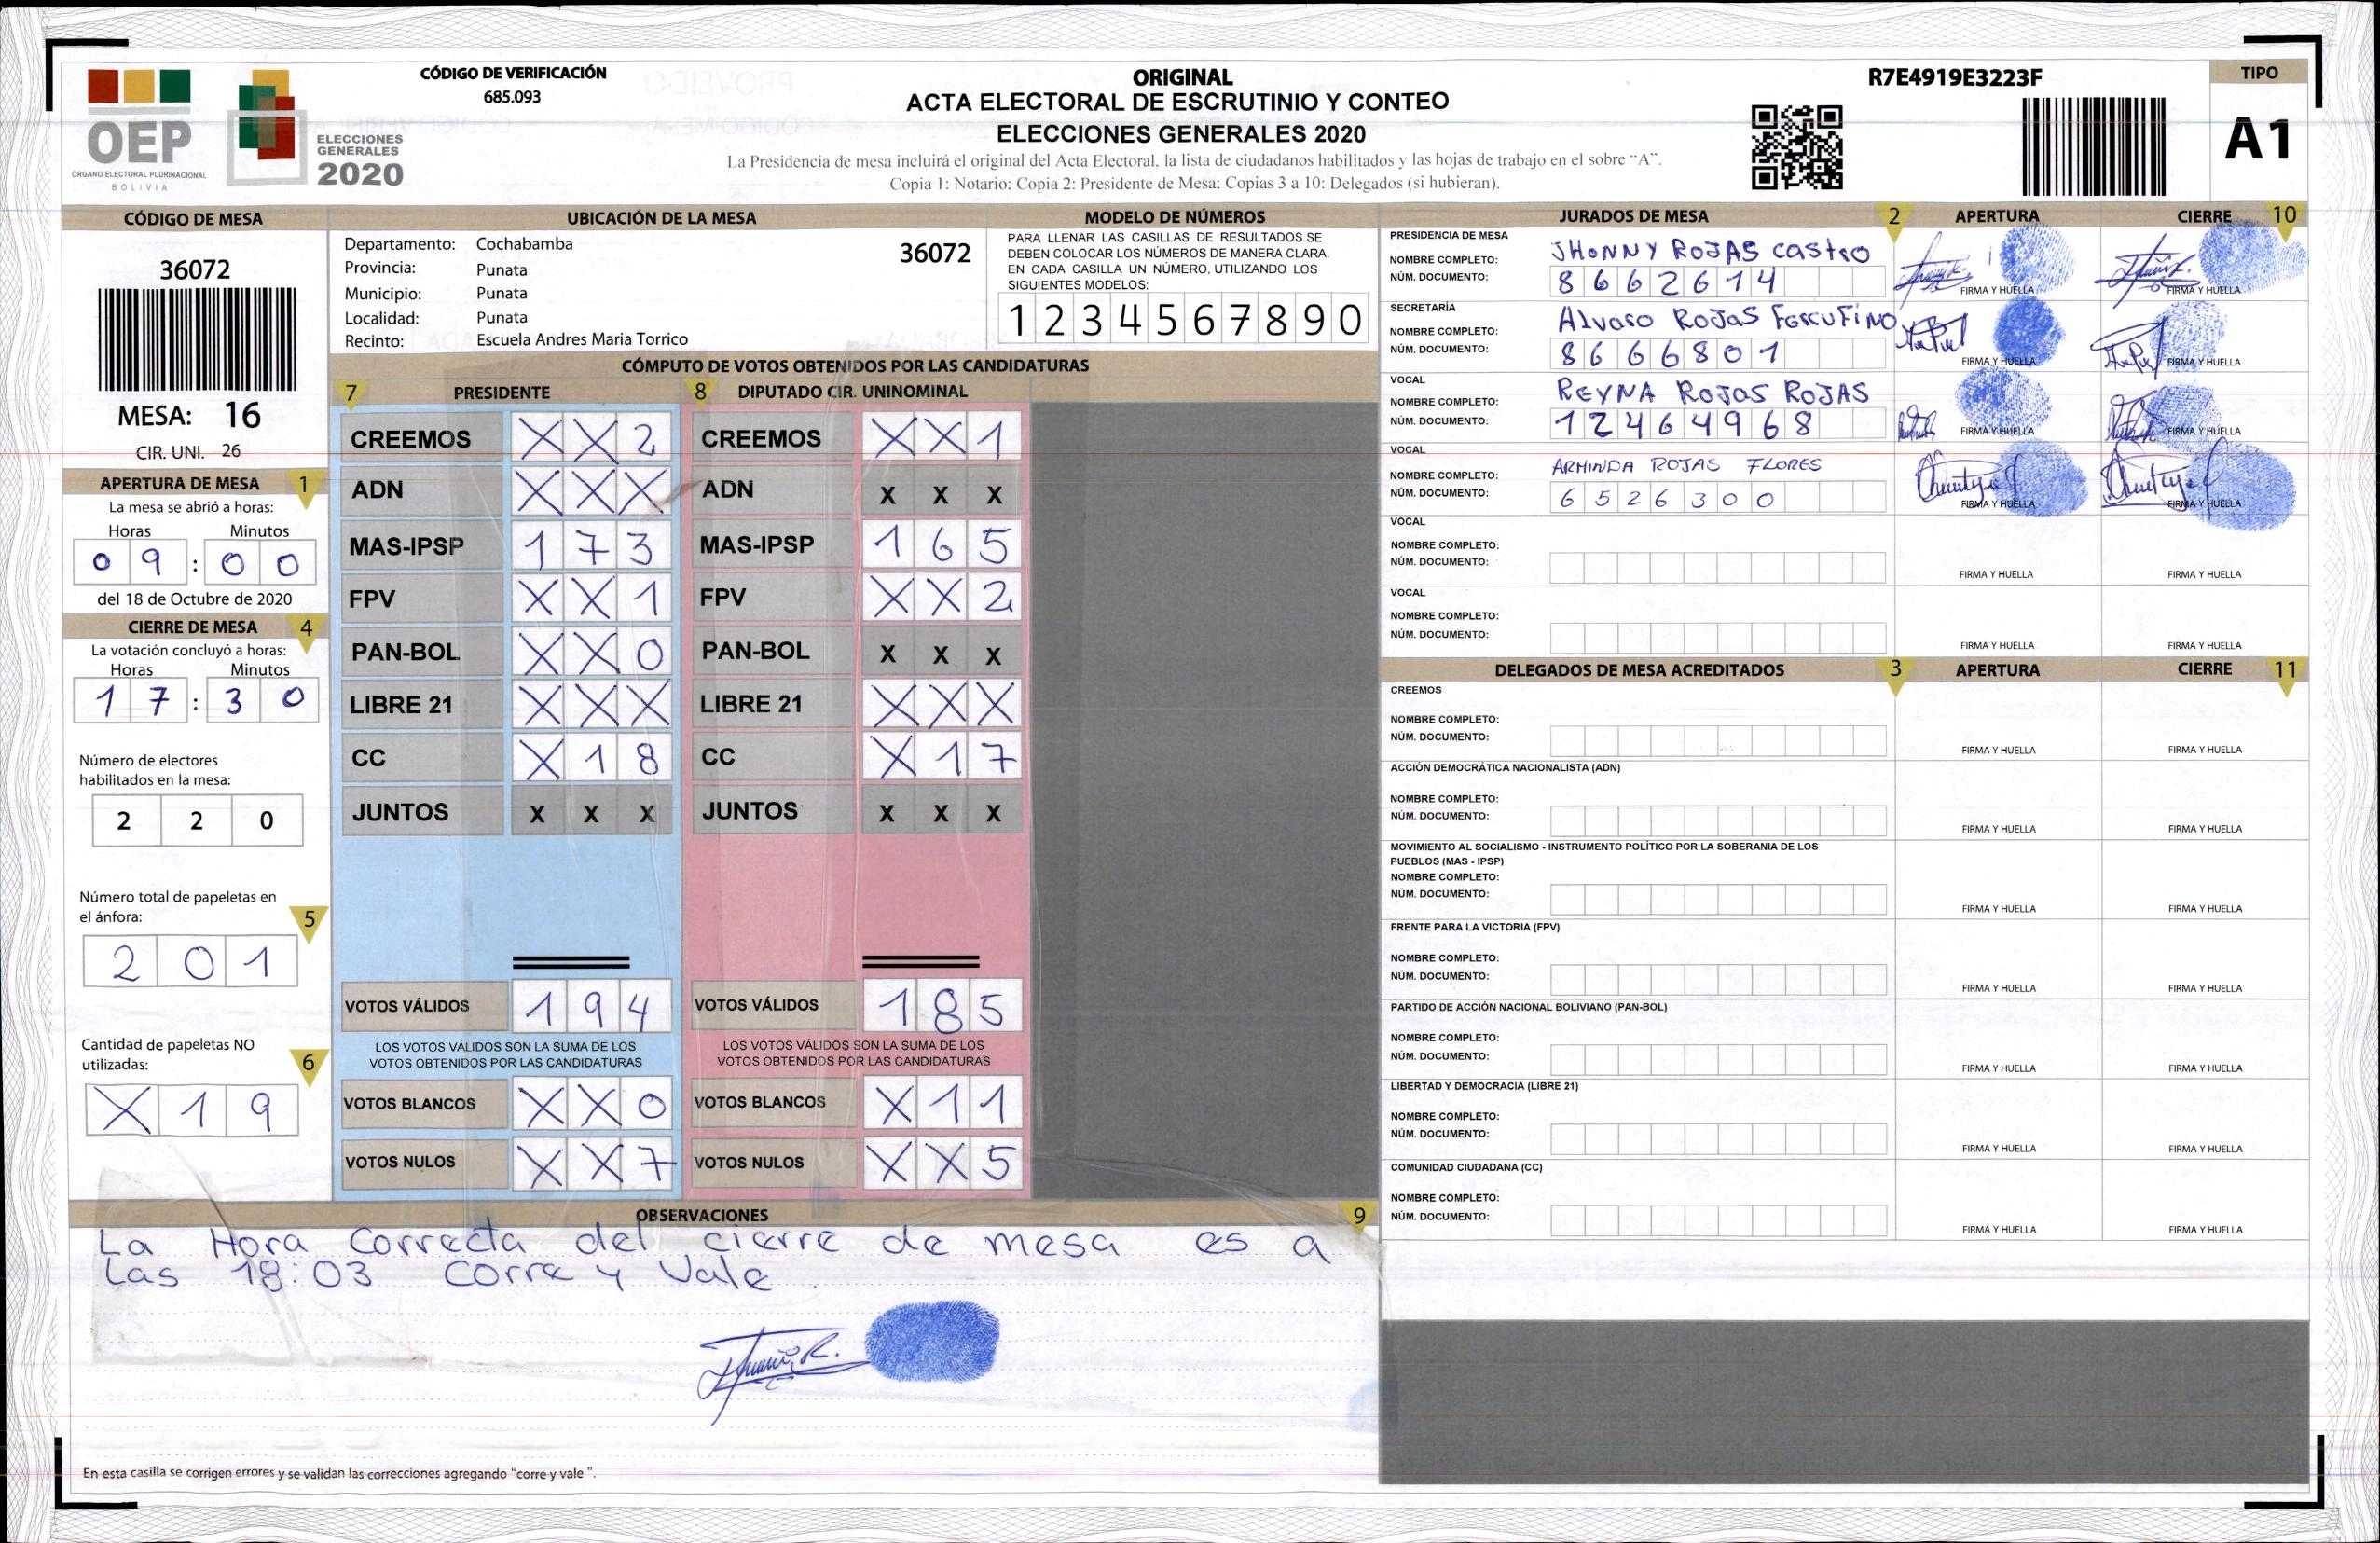 OEP
ÓRGANO ELECTORAL PLURINACIONAL
BOLIVIA
ELECCIONES
GENERALES
2020
CÓDIGO DE VERIFICACIÓN
685.093
ORIGINAL
ACTA ELECTORAL DE ESCRUTINIO Y CONTEO
ELECCIONES GENERALES 2020
La Presidencia de mesa incluirá el original del Acta Electoral, la lista de ciudadanos habilitados y las hojas de trabajo en el sobre "A".
Copia 1: Notario; Copia 2: Presidente de Mesa; Copias 3 a 10: Delegados (si hubieran).
R7E4919E3223F
TIPO
A1
CÓDIGO DE MESA
36072
MESA: 16
CIR. UNI. 26
APERTURA DE MESA 1
La mesa se abrió a horas:
Horas Minutos
0 9 : 0 0
del 18 de Octubre de 2020
CIERRE DE MESA 4
La votación concluyó a horas:
Horas Minutos
1 7 : 3 0
Número de electores
habilitados en la mesa:
2 2 0
Número total de papeletas en
el ánfora: 5
2 0 1
Cantidad de papeletas NO
utilizadas: 6
X 1 9
UBICACIÓN DE LA MESA
Departamento: Cochabamba 36072
Provincia: Punata
Municipio: Punata
Localidad: Punata
Recinto: Escuela Andres Maria Torrico
MODELO DE NÚMEROS
PARA LLENAR LAS CASILLAS DE RESULTADOS SE
DEBEN COLOCAR LOS NÚMEROS DE MANERA CLARA.
EN CADA CASILLA UN NÚMERO, UTILIZANDO LOS
SIGUIENTES MODELOS:
1 2 3 4 5 6 7 8 9 0
CÓMPUTO DE VOTOS OBTENIDOS POR LAS CANDIDATURAS
7 PRESIDENTE
CREEMOS X X 2
ADN X X X
MAS-IPSP 1 7 3
FPV X X 1
PAN-BOL X X 0
LIBRE 21 X X X
CC X 1 8
JUNTOS X X X
VOTOS VÁLIDOS 1 9 4
LOS VOTOS VÁLIDOS SON LA SUMA DE LOS
VOTOS OBTENIDOS POR LAS CANDIDATURAS
VOTOS BLANCOS X X 0
VOTOS NULOS X X 7
8 DIPUTADO CIR. UNINOMINAL
CREEMOS X X 1
ADN X X X
MAS-IPSP 1 6 5
FPV X X 2
PAN-BOL X X X
LIBRE 21 X X X
CC X 1 7
JUNTOS X X X
VOTOS VÁLIDOS 1 8 5
LOS VOTOS VÁLIDOS SON LA SUMA DE LOS
VOTOS OBTENIDOS POR LAS CANDIDATURAS
VOTOS BLANCOS X 1 1
VOTOS NULOS X X 5
OBSERVACIONES 9
La Hora Correcta del cierre de mesa es a
Las 18:03 Corre y Vale
En esta casilla se corrigen errores y se validan las correcciones agregando "corre y vale ".
JURADOS DE MESA 2 APERTURA CIERRE 10
PRESIDENCIA DE MESA
NOMBRE COMPLETO: JHONNY ROJAS Castro
NÚM. DOCUMENTO: 8 6 6 2 6 1 4
FIRMA Y HUELLA FIRMA Y HUELLA
SECRETARÍA
NOMBRE COMPLETO: Alvaro ROJAS FERRUFINO
NÚM. DOCUMENTO: 8 6 6 6 8 0 1
FIRMA Y HUELLA FIRMA Y HUELLA
VOCAL
NOMBRE COMPLETO: REYNA ROJAS ROJAS
NÚM. DOCUMENTO: 1 2 4 6 4 9 6 8
FIRMA Y HUELLA FIRMA Y HUELLA
VOCAL
NOMBRE COMPLETO: ARMINDA ROJAS FLORES
NÚM. DOCUMENTO: 6 5 2 6 3 0 0
FIRMA Y HUELLA FIRMA Y HUELLA
VOCAL
NOMBRE COMPLETO:
NÚM. DOCUMENTO:
FIRMA Y HUELLA FIRMA Y HUELLA
VOCAL
NOMBRE COMPLETO:
NÚM. DOCUMENTO:
FIRMA Y HUELLA FIRMA Y HUELLA
DELEGADOS DE MESA ACREDITADOS 3 APERTURA CIERRE 11
CREEMOS
NOMBRE COMPLETO:
NÚM. DOCUMENTO:
FIRMA Y HUELLA FIRMA Y HUELLA
ACCIÓN DEMOCRÁTICA NACIONALISTA (ADN)
NOMBRE COMPLETO:
NÚM. DOCUMENTO:
FIRMA Y HUELLA FIRMA Y HUELLA
MOVIMIENTO AL SOCIALISMO - INSTRUMENTO POLÍTICO POR LA SOBERANIA DE LOS
PUEBLOS (MAS - IPSP)
NOMBRE COMPLETO:
NÚM. DOCUMENTO:
FIRMA Y HUELLA FIRMA Y HUELLA
FRENTE PARA LA VICTORIA (FPV)
NOMBRE COMPLETO:
NÚM. DOCUMENTO:
FIRMA Y HUELLA FIRMA Y HUELLA
PARTIDO DE ACCIÓN NACIONAL BOLIVIANO (PAN-BOL)
NOMBRE COMPLETO:
NÚM. DOCUMENTO:
FIRMA Y HUELLA FIRMA Y HUELLA
LIBERTAD Y DEMOCRACIA (LIBRE 21)
NOMBRE COMPLETO:
NÚM. DOCUMENTO:
FIRMA Y HUELLA FIRMA Y HUELLA
COMUNIDAD CIUDADANA (CC)
NOMBRE COMPLETO:
NÚM. DOCUMENTO:
FIRMA Y HUELLA FIRMA Y HUELLA